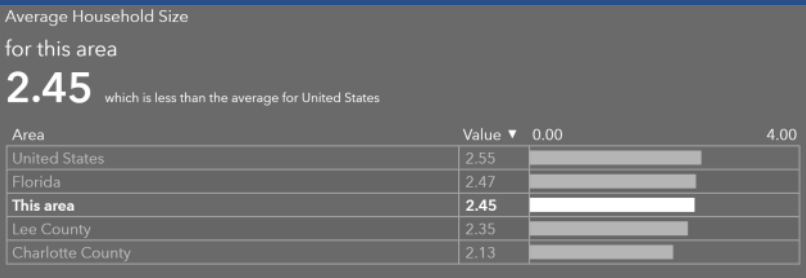 Average Household Size
for this area
2.45 which is less than the average for United States
Area Value ▼ 0.00 4.00
United States 2.55
Florida 2.47
This area 2.45
Lee County 2.35
Charlotte County 2.13